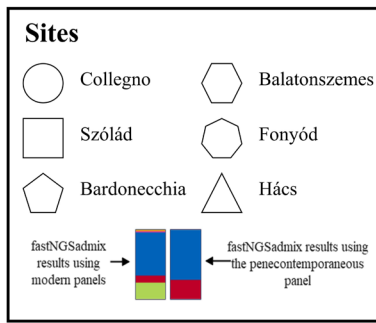 Sites
Collegno
Balatonszemes
Szólád
Fonyód
Bardonecchia
Hács
fastNGSadmix
results using
modern panels
fastNGSadmix results using
the penecontemporaneous
panel